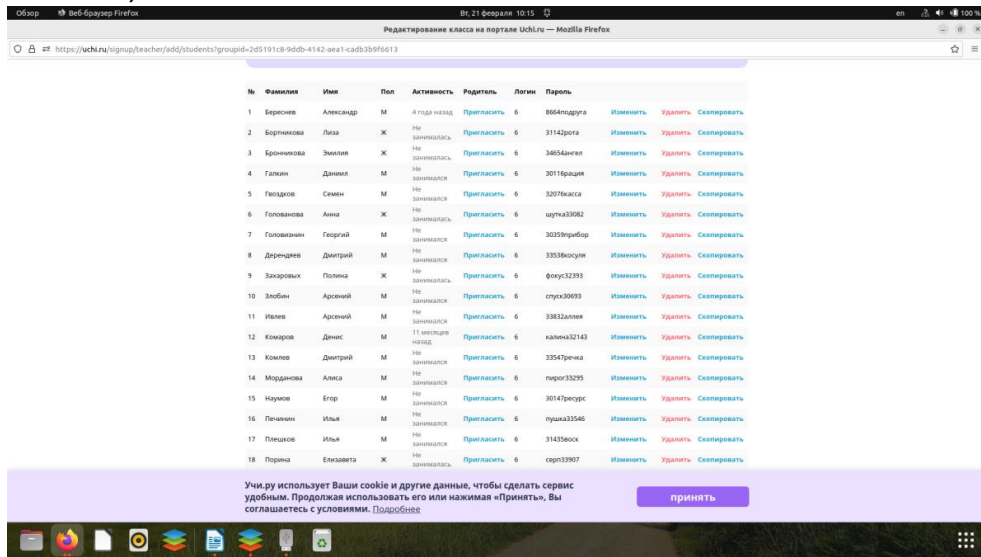 Обзор Веб-браузер Firefox Вт, 21 февраля 10:15 en 100 %
Редактирование класса на портале Uchi.ru — Mozilla Firefox
https://uchi.ru/signup/teacher/add/students?groupid=2d5191c8-9ddb-4142-aea1-cadb3b9f6613
№ Фамилия Имя Пол Активность Родитель Логин Пароль
1 Береснев Александр М 4 года назад Пригласить 6 8664подруга Изменить Удалить Скопировать
2 Бортникова Лиза Ж Не занималась Пригласить 6 31142рота Изменить Удалить Скопировать
3 Бронникова Эмилия Ж Не занималась Пригласить 6 34654ангел Изменить Удалить Скопировать
4 Галкин Даниил М Не занимался Пригласить 6 30116рация Изменить Удалить Скопировать
5 Гвоздков Семен М Не занимался Пригласить 6 32076касса Изменить Удалить Скопировать
6 Голованова Анна Ж Не занималась Пригласить 6 шутка33082 Изменить Удалить Скопировать
7 Головизнин Георгий М Не занимался Пригласить 6 30359прибор Изменить Удалить Скопировать
8 Дерендяев Дмитрий М Не занимался Пригласить 6 33538косуля Изменить Удалить Скопировать
9 Захаровых Полина Ж Не занималась Пригласить 6 фокус32393 Изменить Удалить Скопировать
10 Злобин Арсений М Не занимался Пригласить 6 спуск30693 Изменить Удалить Скопировать
11 Ивлев Арсений М Не занимался Пригласить 6 33832аллея Изменить Удалить Скопировать
12 Комаров Денис М 11 месяцев назад Пригласить 6 калина32143 Изменить Удалить Скопировать
13 Комлев Дмитрий М Не занимался Пригласить 6 33547речка Изменить Удалить Скопировать
14 Морданова Алиса М Не занимался Пригласить 6 пирог33295 Изменить Удалить Скопировать
15 Наумов Егор М Не занимался Пригласить 6 30147ресурс Изменить Удалить Скопировать
16 Печинин Илья М Не занимался Пригласить 6 пушка33546 Изменить Удалить Скопировать
17 Плешков Илья М Не занимался Пригласить 6 31435воск Изменить Удалить Скопировать
18 Порина Елизавета Ж Не занималась Пригласить 6 серп33907 Изменить Удалить Скопировать
Учи.ру использует Ваши cookie и другие данные, чтобы сделать сервис
удобным. Продолжая использовать его или нажимая «Принять», Вы
соглашаетесь с условиями. Подробнее
принять